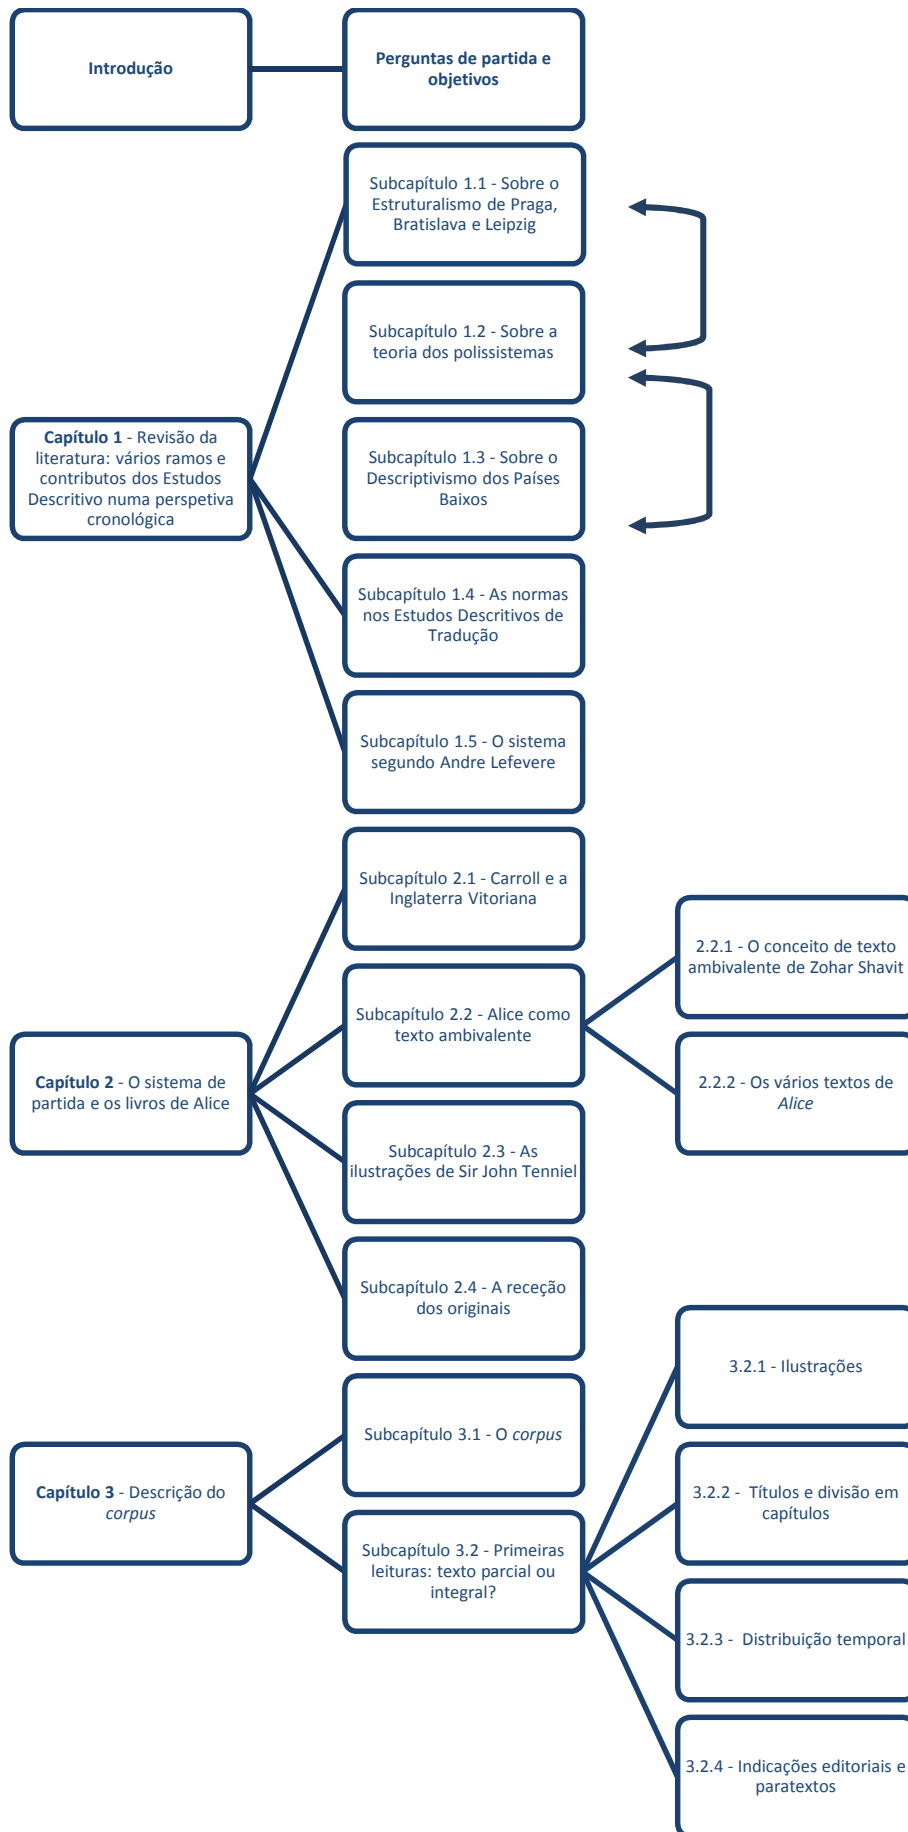 Introdução
Perguntas de partida e
objetivos
Capítulo 1 - Revisão da
literatura: vários ramos e
contributos dos Estudos
Descritivo numa perspetiva
cronológica
Subcapítulo 1.1 - Sobre o
Estruturalismo de Praga,
Bratislava e Leipzig
Subcapítulo 1.2 - Sobre a
teoria dos polissistemas
Subcapítulo 1.3 - Sobre o
Descriptivismo dos Países
Baixos
Subcapítulo 1.4 - As normas
nos Estudos Descritivos de
Tradução
Subcapítulo 1.5 - O sistema
segundo Andre Lefevere
Capítulo 2 - O sistema de
partida e os livros de Alice
Subcapítulo 2.1 - Carroll e a
Inglaterra Vitoriana
Subcapítulo 2.2 - Alice como
texto ambivalente
2.2.1 - O conceito de texto
ambivalente de Zohar Shavit
2.2.2 - Os vários textos de
Alice
Subcapítulo 2.3 - As
ilustrações de Sir John Tenniel
Subcapítulo 2.4 - A receção
dos originais
Capítulo 3 - Descrição do
corpus
Subcapítulo 3.1 - O corpus
Subcapítulo 3.2 - Primeiras
leituras: texto parcial ou
integral?
3.2.1 - Ilustrações
3.2.2 - Títulos e divisão em
capítulos
3.2.3 - Distribuição temporal
3.2.4 - Indicações editoriais e
paratextos